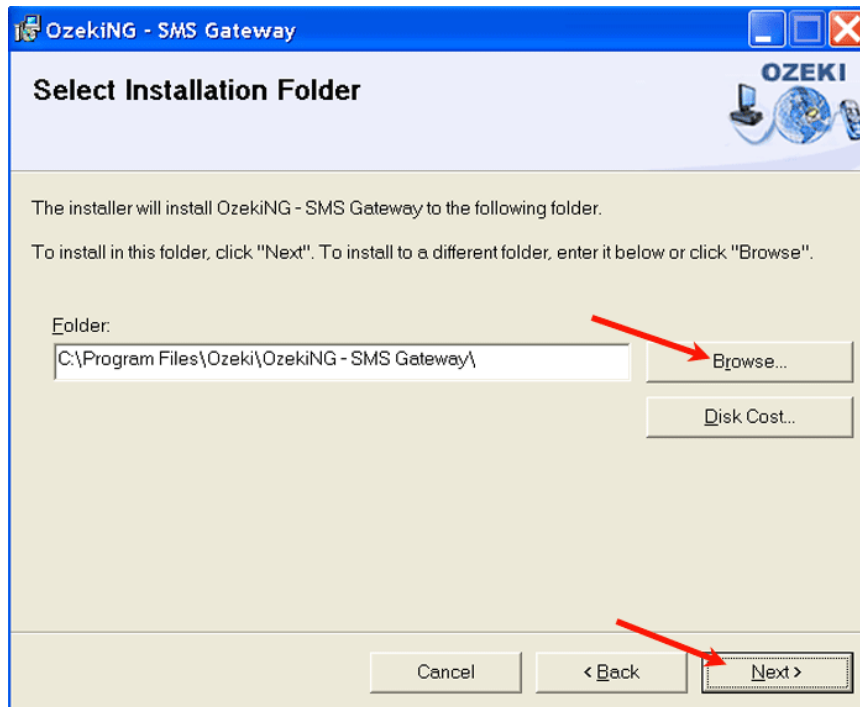 OzekiNG - SMS Gateway
Select Installation Folder
OZEKI
The installer will install OzekiNG - SMS Gateway to the following folder.
To install in this folder, click "Next". To install to a different folder, enter it below or click "Browse".
Folder:
C:\Program Files\Ozeki\OzekiNG - SMS Gateway\
Browse...
Disk Cost...
Cancel
< Back
Next >